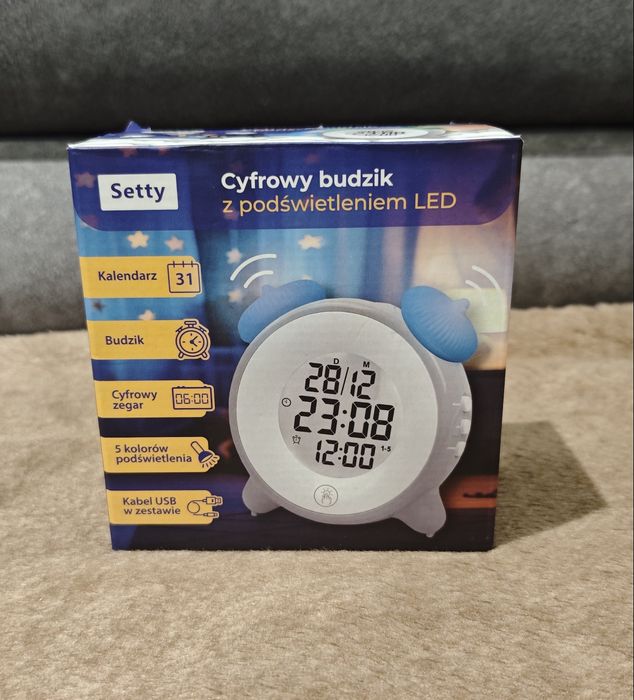 Setty
Cyfrowy budzik
z podświetleniem LED
Kalendarz
31
Budzik
Cyfrowy
zegar
06:00
5 kolorów
podświetlenia
Kabel USB
w zestawie
D M
28/12
23:08
12:00
1-5